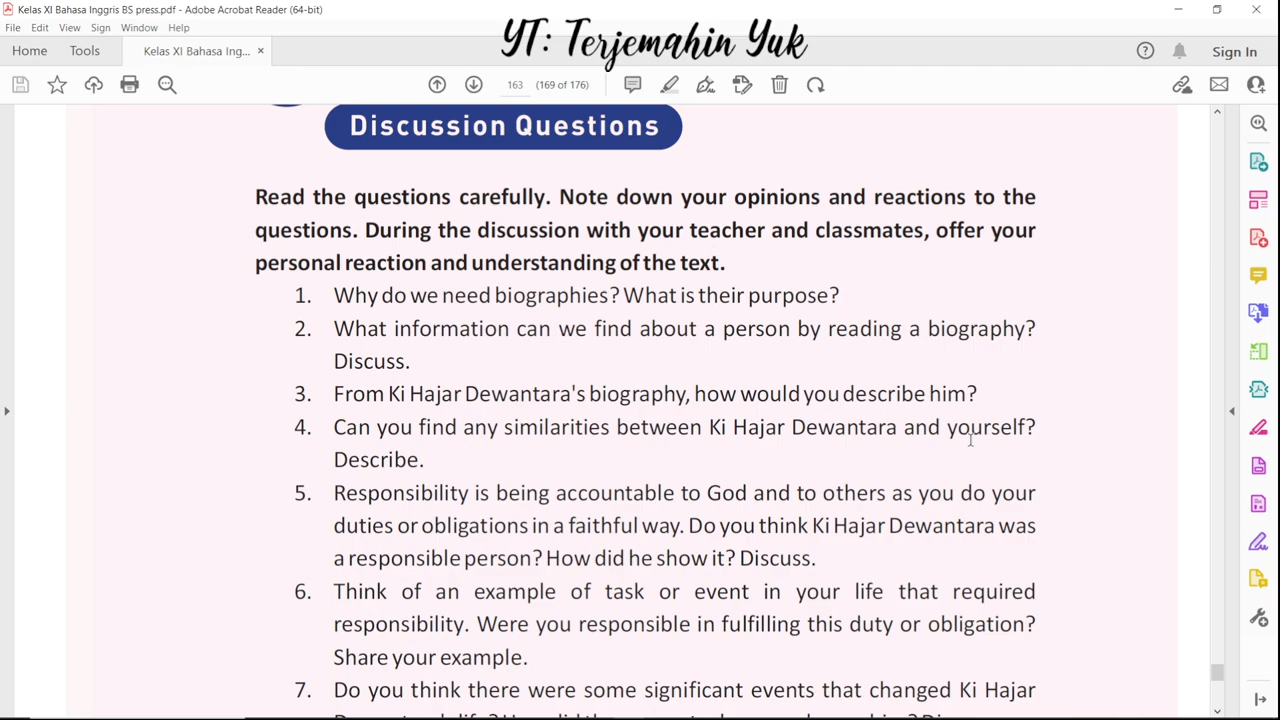 Kelas XI Bahasa Inggris BS press.pdf - Adobe Acrobat Reader (64-bit)
File Edit View Sign Window Help
YT: Terjemahin Yuk
Home Tools Kelas XI Bahasa Ing... × Sign In
163 (169 of 176)
Discussion Questions
Read the questions carefully. Note down your opinions and reactions to the
questions. During the discussion with your teacher and classmates, offer your
personal reaction and understanding of the text.
1. Why do we need biographies? What is their purpose?
2. What information can we find about a person by reading a biography?
Discuss.
3. From Ki Hajar Dewantara's biography, how would you describe him?
4. Can you find any similarities between Ki Hajar Dewantara and yourself?
Describe.
5. Responsibility is being accountable to God and to others as you do your
duties or obligations in a faithful way. Do you think Ki Hajar Dewantara was
a responsible person? How did he show it? Discuss.
6. Think of an example of task or event in your life that required
responsibility. Were you responsible in fulfilling this duty or obligation?
Share your example.
7. Do you think there were some significant events that changed Ki Hajar